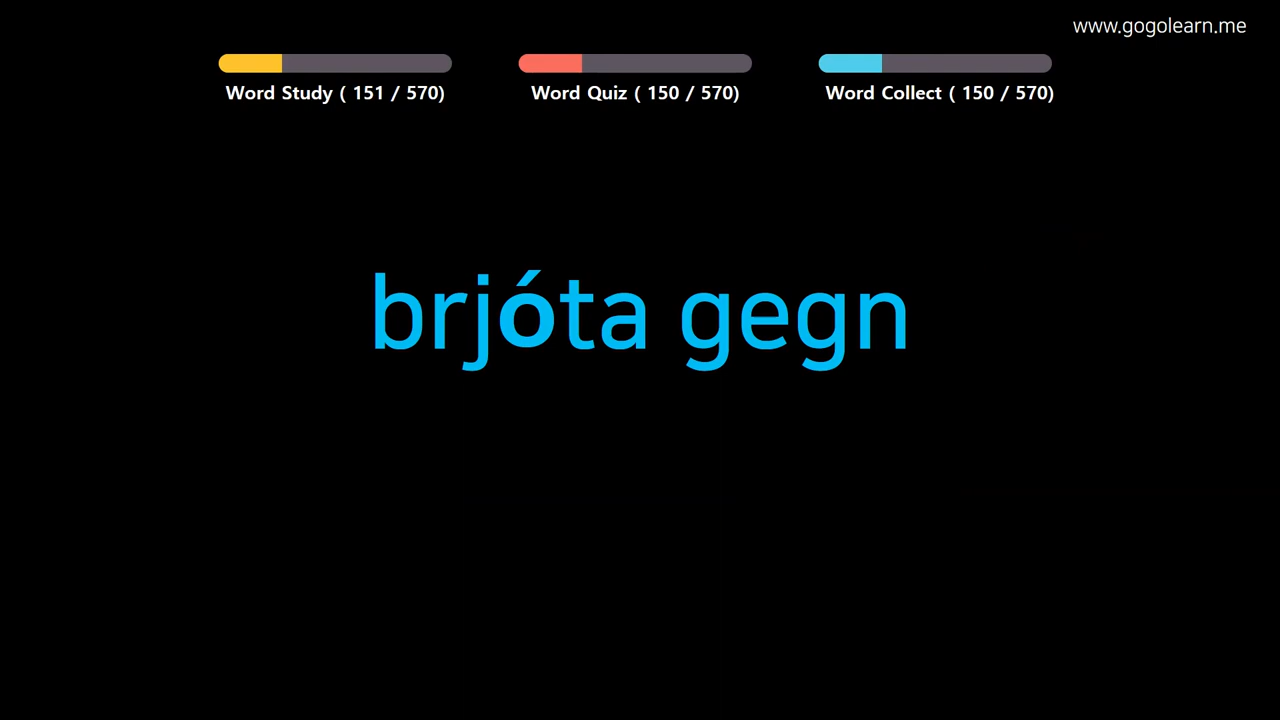 www.gogolearn.me
Word Study ( 151 / 570)
Word Quiz ( 150 / 570)
Word Collect ( 150 / 570)
brjóta gegn